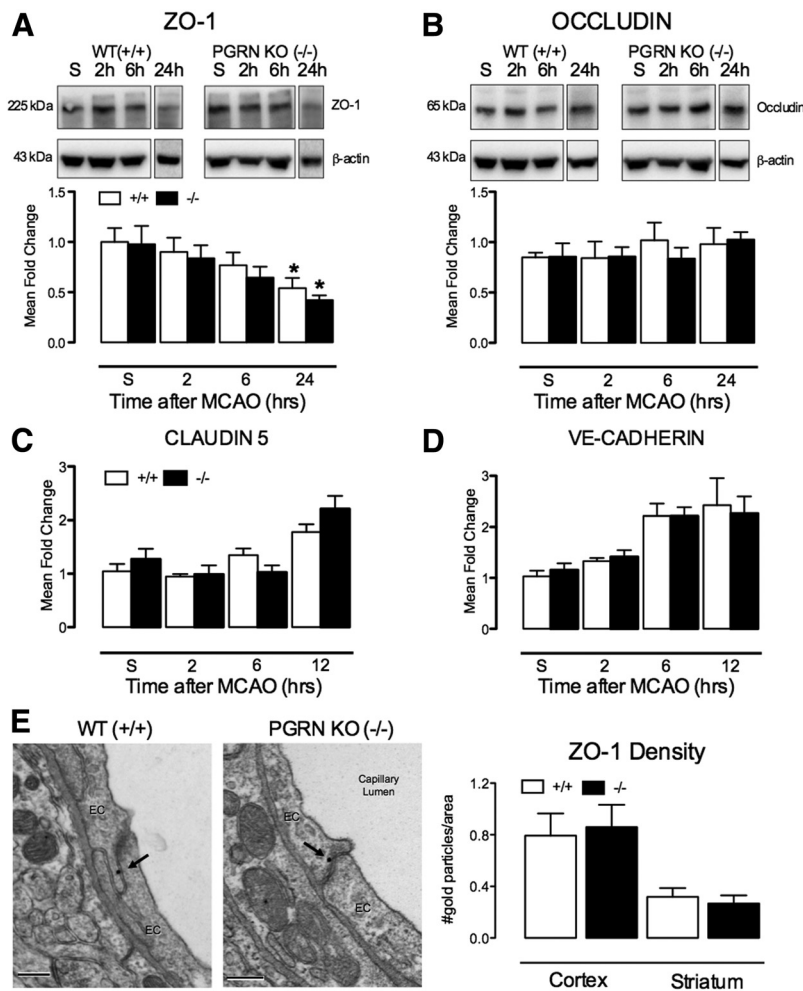 A
ZO-1
WT(+/+) PGRN KO (-/-)
S 2h 6h 24h S 2h 6h 24h
225 kDa ZO-1
43 kDa β-actin
+/+ -/-
Mean Fold Change
1.5
1.0
0.5
0.0
* *
S 2 6 24
Time after MCAO (hrs)
B
OCCLUDIN
WT (+/+) PGRN KO (-/-)
S 2h 6h 24h S 2h 6h 24h
65 kDa Occludin
43 kDa β-actin
Mean Fold Change
1.5
1.0
0.5
0.0
S 2 6 24
Time after MCAO (hrs)
C
CLAUDIN 5
+/+ -/-
Mean Fold Change
3
2
1
0
S 2 6 12
Time after MCAO (hrs)
D
VE-CADHERIN
Mean Fold Change
3
2
1
0
S 2 6 12
Time after MCAO (hrs)
E
WT (+/+) PGRN KO (-/-)
EC
EC
Capillary
Lumen
EC
EC
ZO-1 Density
+/+ -/-
#gold particles/area
1.2
0.8
0.4
0.0
Cortex Striatum